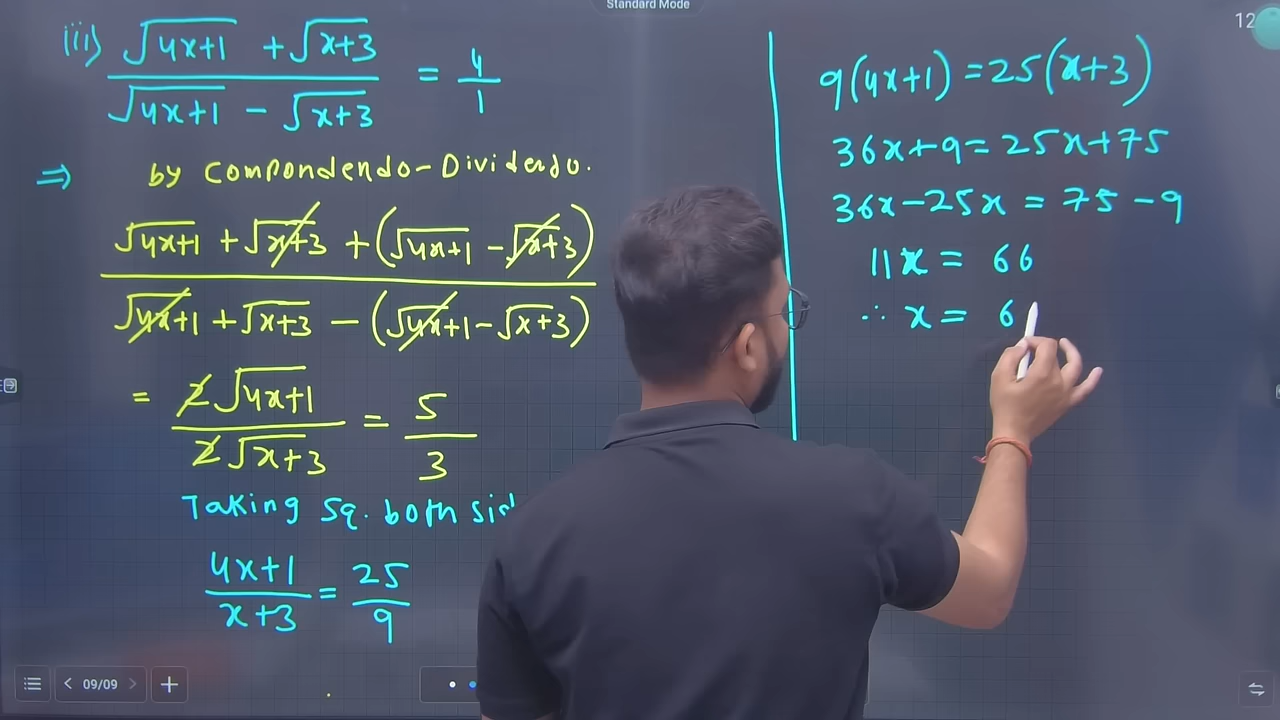 Standard Mode
12
(iii) √4x+1 + √x+3
√4x+1 - √x+3
= 4
1
⇒ by Compondendo-Dividendo.
√4x+1 + √x+3 + (√4x+1 - √x+3)
√4x+1 + √x+3 - (√4x+1 - √x+3)
= 2√4x+1
2√x+3
= 5
3
Taking sq. both sid
4x+1
x+3
= 25
9
9(4x+1) = 25(x+3)
36x+9 = 25x+75
36x-25x = 75-9
11x = 66
∴ x = 6
09/09